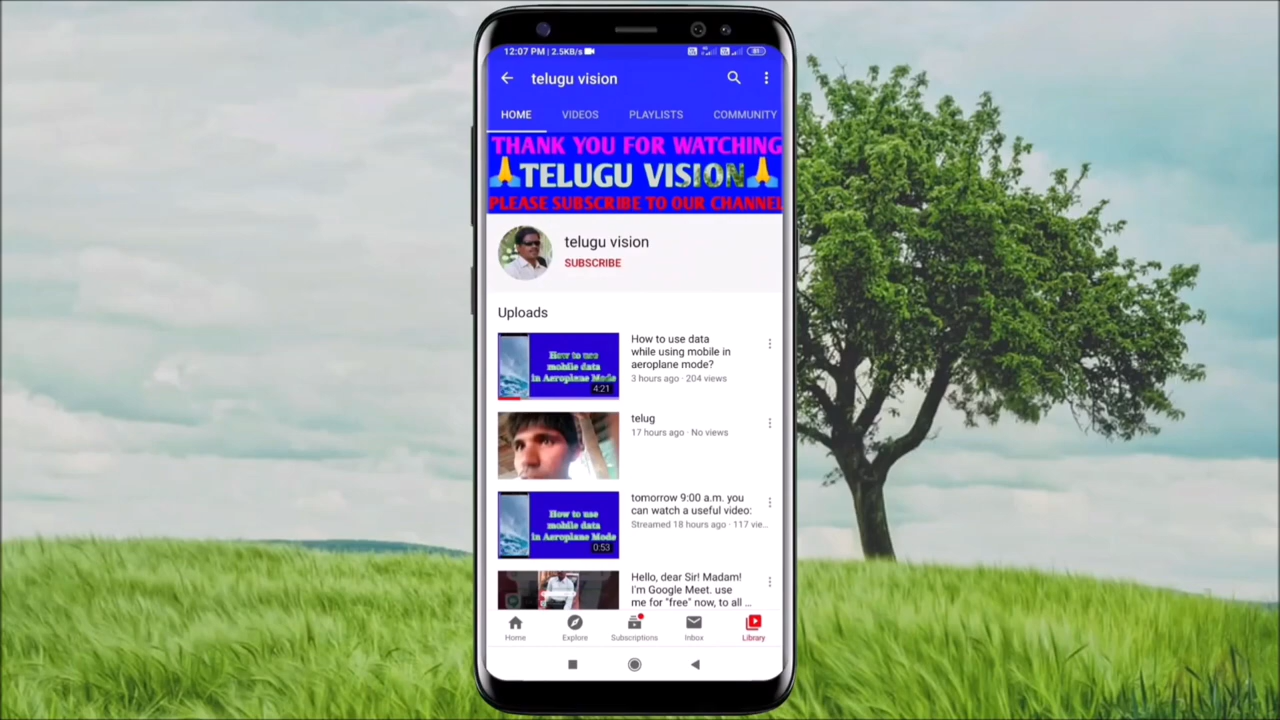 12:07 PM | 2.5KB/s
81
telugu vision
HOME VIDEOS PLAYLISTS COMMUNITY
THANK YOU FOR WATCHING
TELUGU VISION
PLEASE SUBSCRIBE TO OUR CHANNEL
telugu vision
SUBSCRIBE
Uploads
How to use
mobile data
in Aeroplane Mode
4:21
How to use data
while using mobile in
aeroplane mode?
3 hours ago · 204 views
telug
17 hours ago · No views
How to use
mobile data
in Aeroplane Mode
0:53
tomorrow 9:00 a.m. you
can watch a useful video:
Streamed 18 hours ago · 117 vie...
Hello, dear Sir! Madam!
I'm Google Meet. use
me for "free" now, to all ...
Home Explore Subscriptions Inbox Library